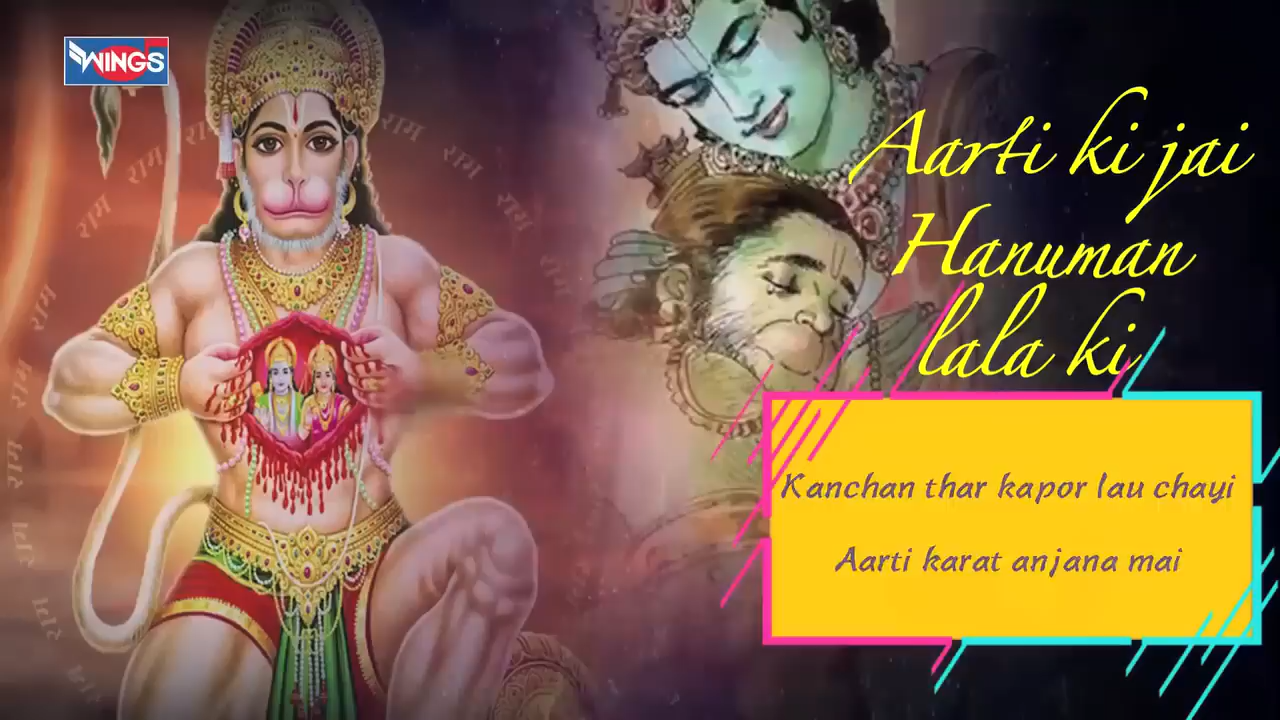 WINGS
Aarti ki jai
Hanuman
lala ki
Kanchan thar kapor lau chayi
Aarti karat anjana mai
राम
राम
राम
राम
राम
राम
राम
राम
राम
राम